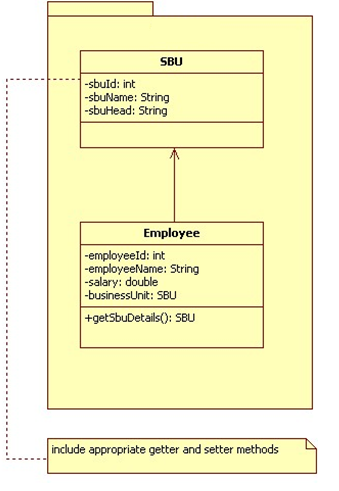 SBU
-sbuId: int
-sbuName: String
-sbuHead: String
Employee
-employeeId: int
-employeeName: String
-salary: double
-businessUnit: SBU
+getSbuDetails(): SBU
include appropriate getter and setter methods